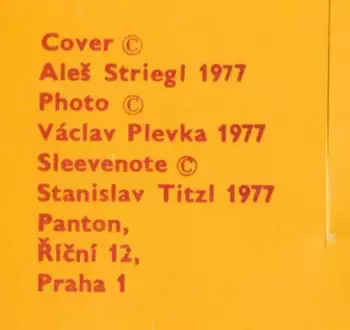 Cover ©
Aleš Striegl 1977
Photo ©
Václav Plevka 1977
Sleevenote ©
Stanislav Titzl 1977
Panton,
Říční 12,
Praha 1